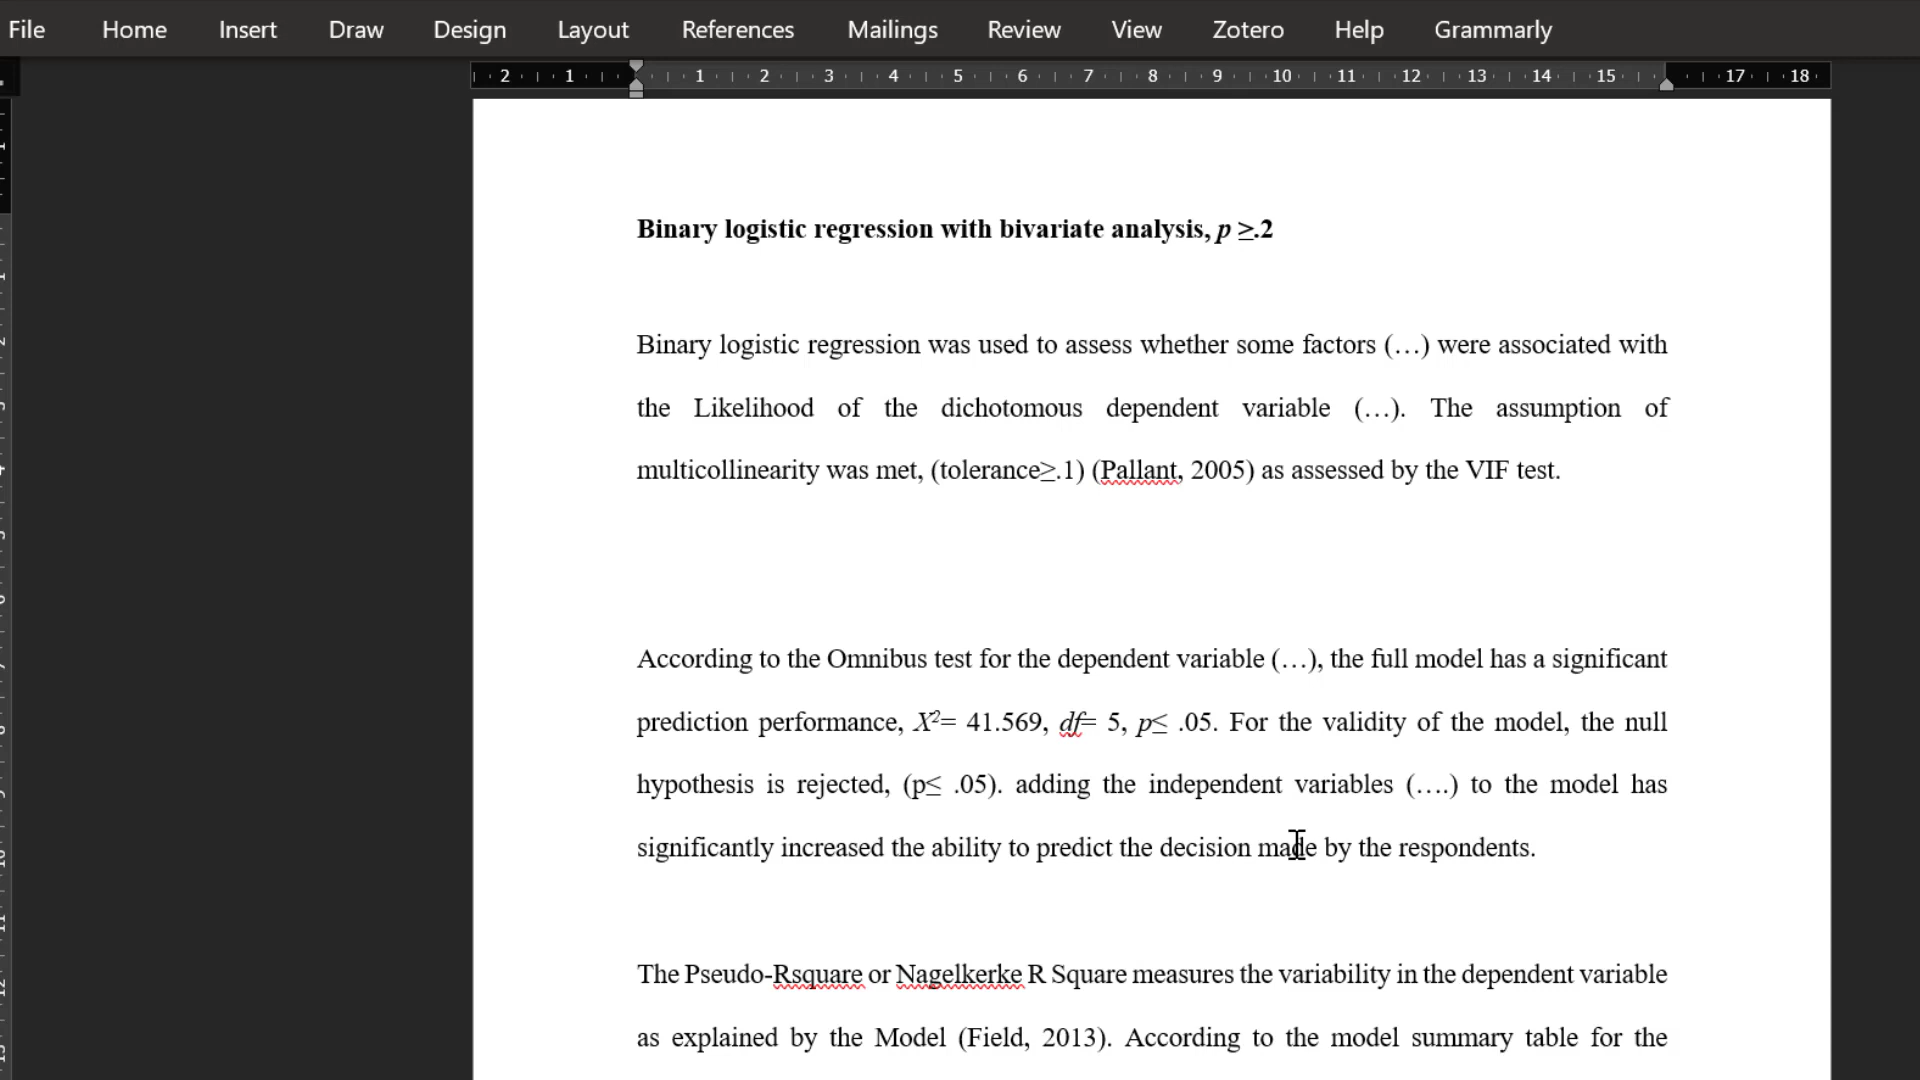 File Home Insert Draw Design Layout References Mailings Review View Zotero Help Grammarly
2 1 1 2 3 4 5 6 7 8 9 10 11 12 13 14 15 17 18
Binary logistic regression with bivariate analysis, p ≥.2
Binary logistic regression was used to assess whether some factors (…) were associated with
the Likelihood of the dichotomous dependent variable (…). The assumption of
multicollinearity was met, (tolerance≥.1) (Pallant, 2005) as assessed by the VIF test.
According to the Omnibus test for the dependent variable (…), the full model has a significant
prediction performance, X²= 41.569, df= 5, p≤ .05. For the validity of the model, the null
hypothesis is rejected, (p≤ .05). adding the independent variables (….) to the model has
significantly increased the ability to predict the decision made by the respondents.
The Pseudo-Rsquare or Nagelkerke R Square measures the variability in the dependent variable
as explained by the Model (Field, 2013). According to the model summary table for the